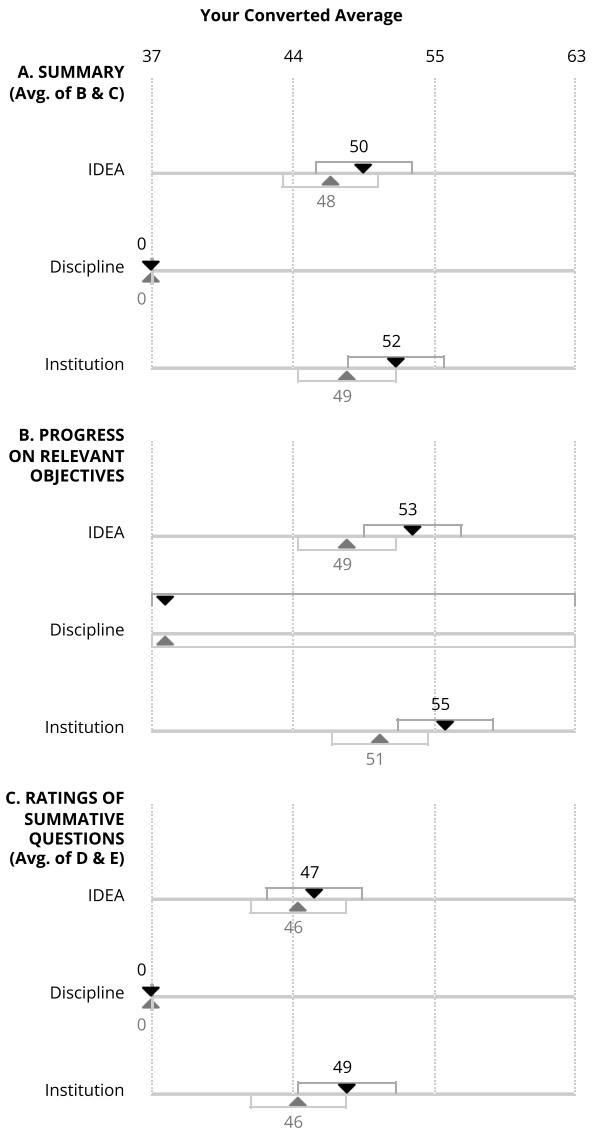 Your Converted Average
37 44 55 63
A. SUMMARY
(Avg. of B & C)
50
IDEA
48
0
Discipline
0
52
Institution
49
B. PROGRESS
ON RELEVANT
OBJECTIVES
53
IDEA
49
Discipline
55
Institution
51
C. RATINGS OF
SUMMATIVE
QUESTIONS
(Avg. of D & E)
47
IDEA
46
0
Discipline
0
49
Institution
46